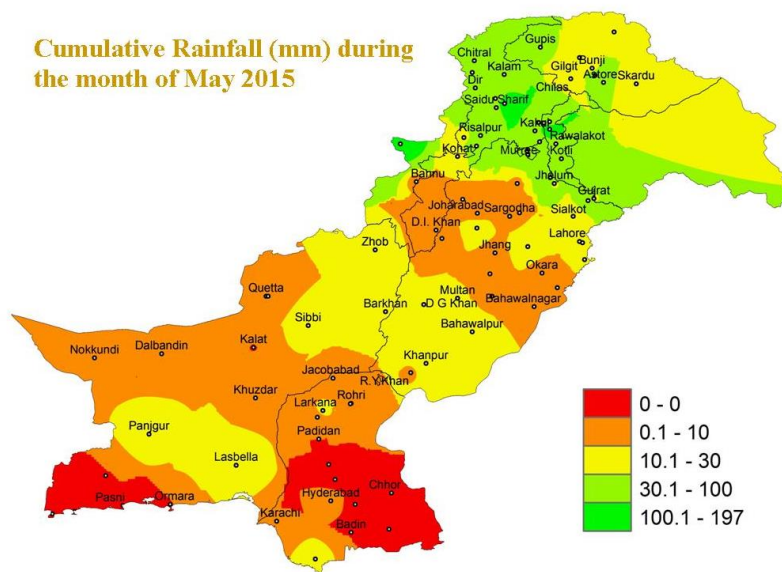 Cumulative Rainfall (mm) during
the month of May 2015
Gupis
Chitral
Kalam
Gilgit
Bunji
Astore
Skardu
Dir
Chilas
Saidu Sharif
Kakul
Risalpur
Rawalakot
Kohat
Murree
Kotli
Bannu
Jhelum
Gujrat
Joharabad
Sargodha
Sialkot
D.I. Khan
Lahore
Zhob
Jhang
Okara
Quetta
Multan
Barkhan
D G Khan
Bahawalnagar
Sibbi
Bahawalpur
Nokkundi
Dalbandin
Kalat
Khanpur
Jacobabad
R.Y.Khan
Khuzdar
Larkana
Rohri
Panjgur
Padidan
Lasbella
Pasni
Ormara
Hyderabad
Chhor
Karachi
Badin
0 - 0
0.1 - 10
10.1 - 30
30.1 - 100
100.1 - 197